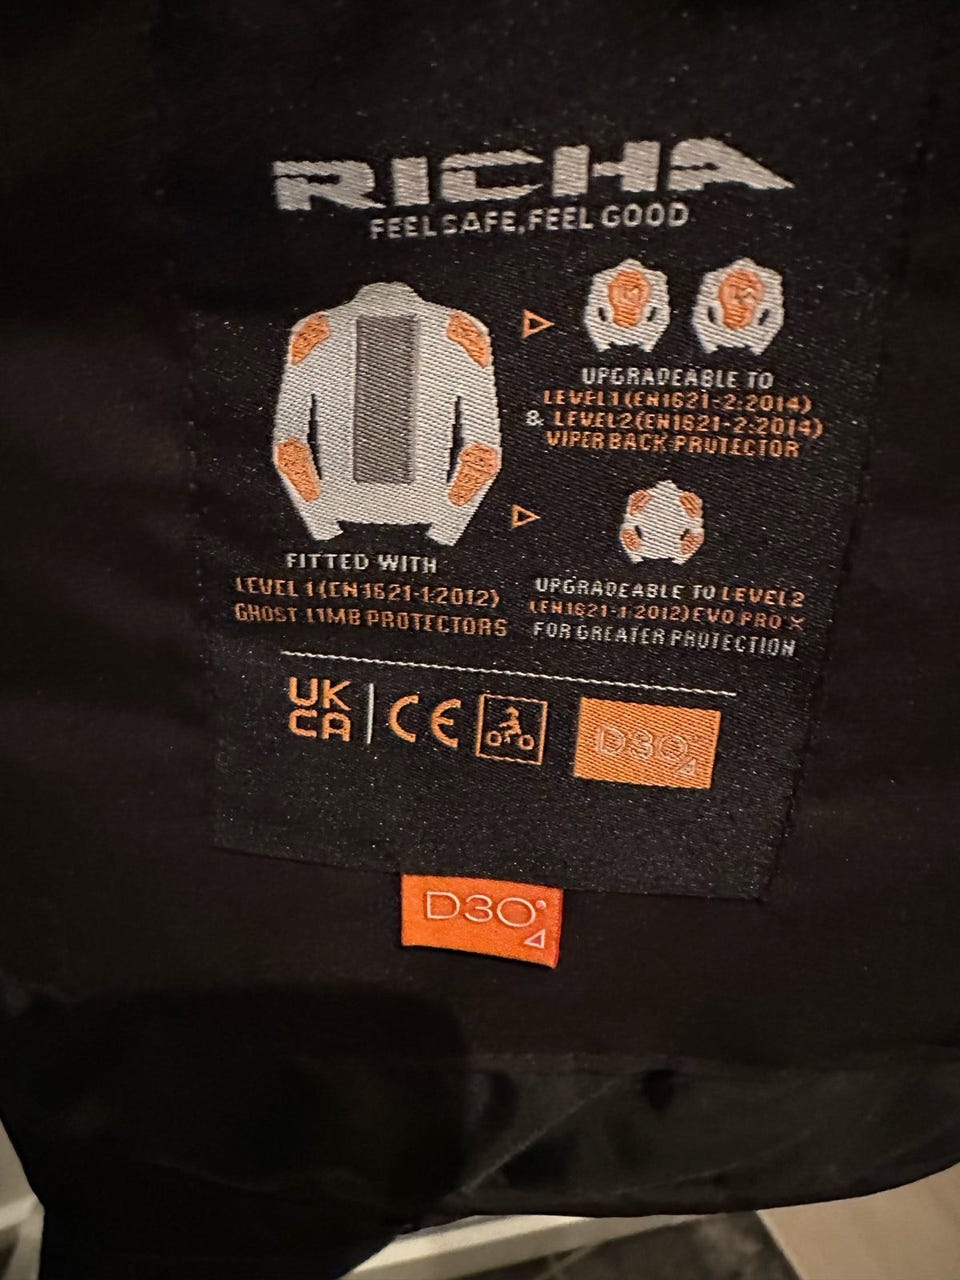 RICHA
FEEL SAFE, FEEL GOOD
UPGRADEABLE TO
LEVEL 1 (EN1621-2:2014)
& LEVEL 2 (EN1621-2:2014)
VIPER BACK PROTECTOR
FITTED WITH
LEVEL 1 (EN1621-1:2012)
GHOST LIMB PROTECTORS
UPGRADEABLE TO LEVEL 2
(EN1621-1:2012) EVO PRO X
FOR GREATER PROTECTION
UK
CA
CE
D3O
D3O®